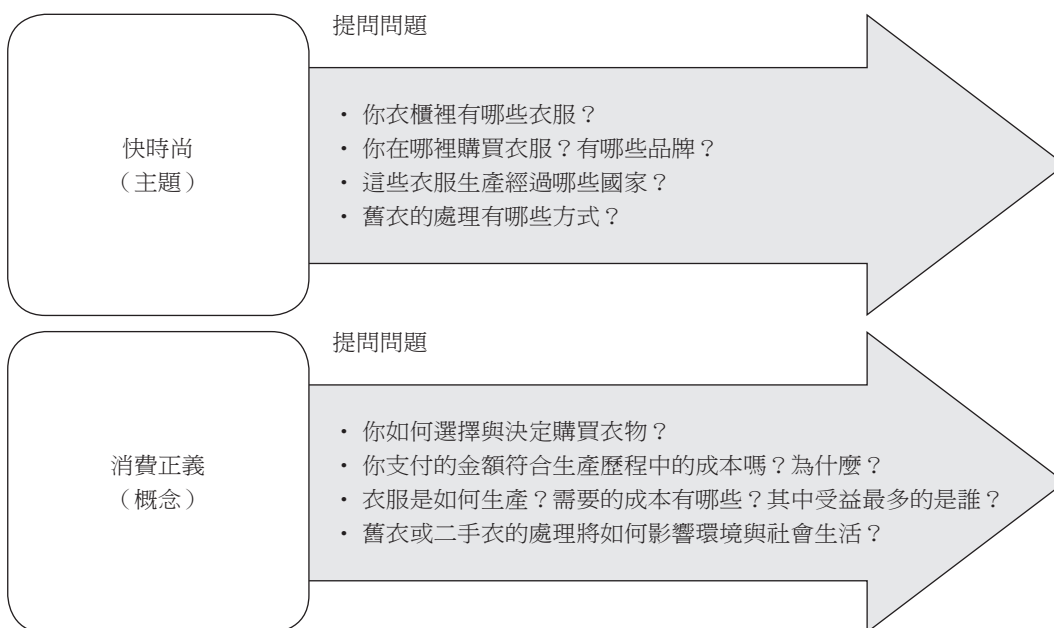 提問問題
快時尚
（主題）
· 你衣櫃裡有哪些衣服？
· 你在哪裡購買衣服？有哪些品牌？
· 這些衣服生產經過哪些國家？
· 舊衣的處理有哪些方式？
提問問題
消費正義
（概念）
· 你如何選擇與決定購買衣物？
· 你支付的金額符合生產歷程中的成本嗎？為什麼？
· 衣服是如何生產？需要的成本有哪些？其中受益最多的是誰？
· 舊衣或二手衣的處理將如何影響環境與社會生活？